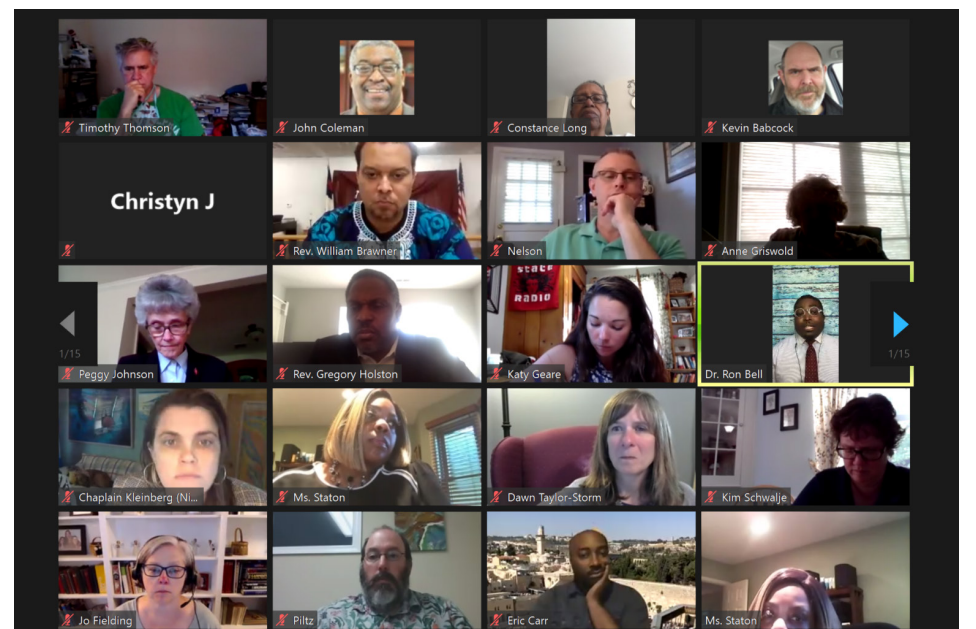 Timothy Thomson
John Coleman
Constance Long
Kevin Babcock
Christyn J
Rev. William Brawner
Nelson
Anne Griswold
STAX
RADIO
1/15
1/15
Peggy Johnson
Rev. Gregory Holston
Katy Geare
Dr. Ron Bell
Chaplain Kleinberg (Ni...
Ms. Staton
Dawn Taylor-Storm
Kim Schwalje
Jo Fielding
Piltz
Eric Carr
Ms. Staton